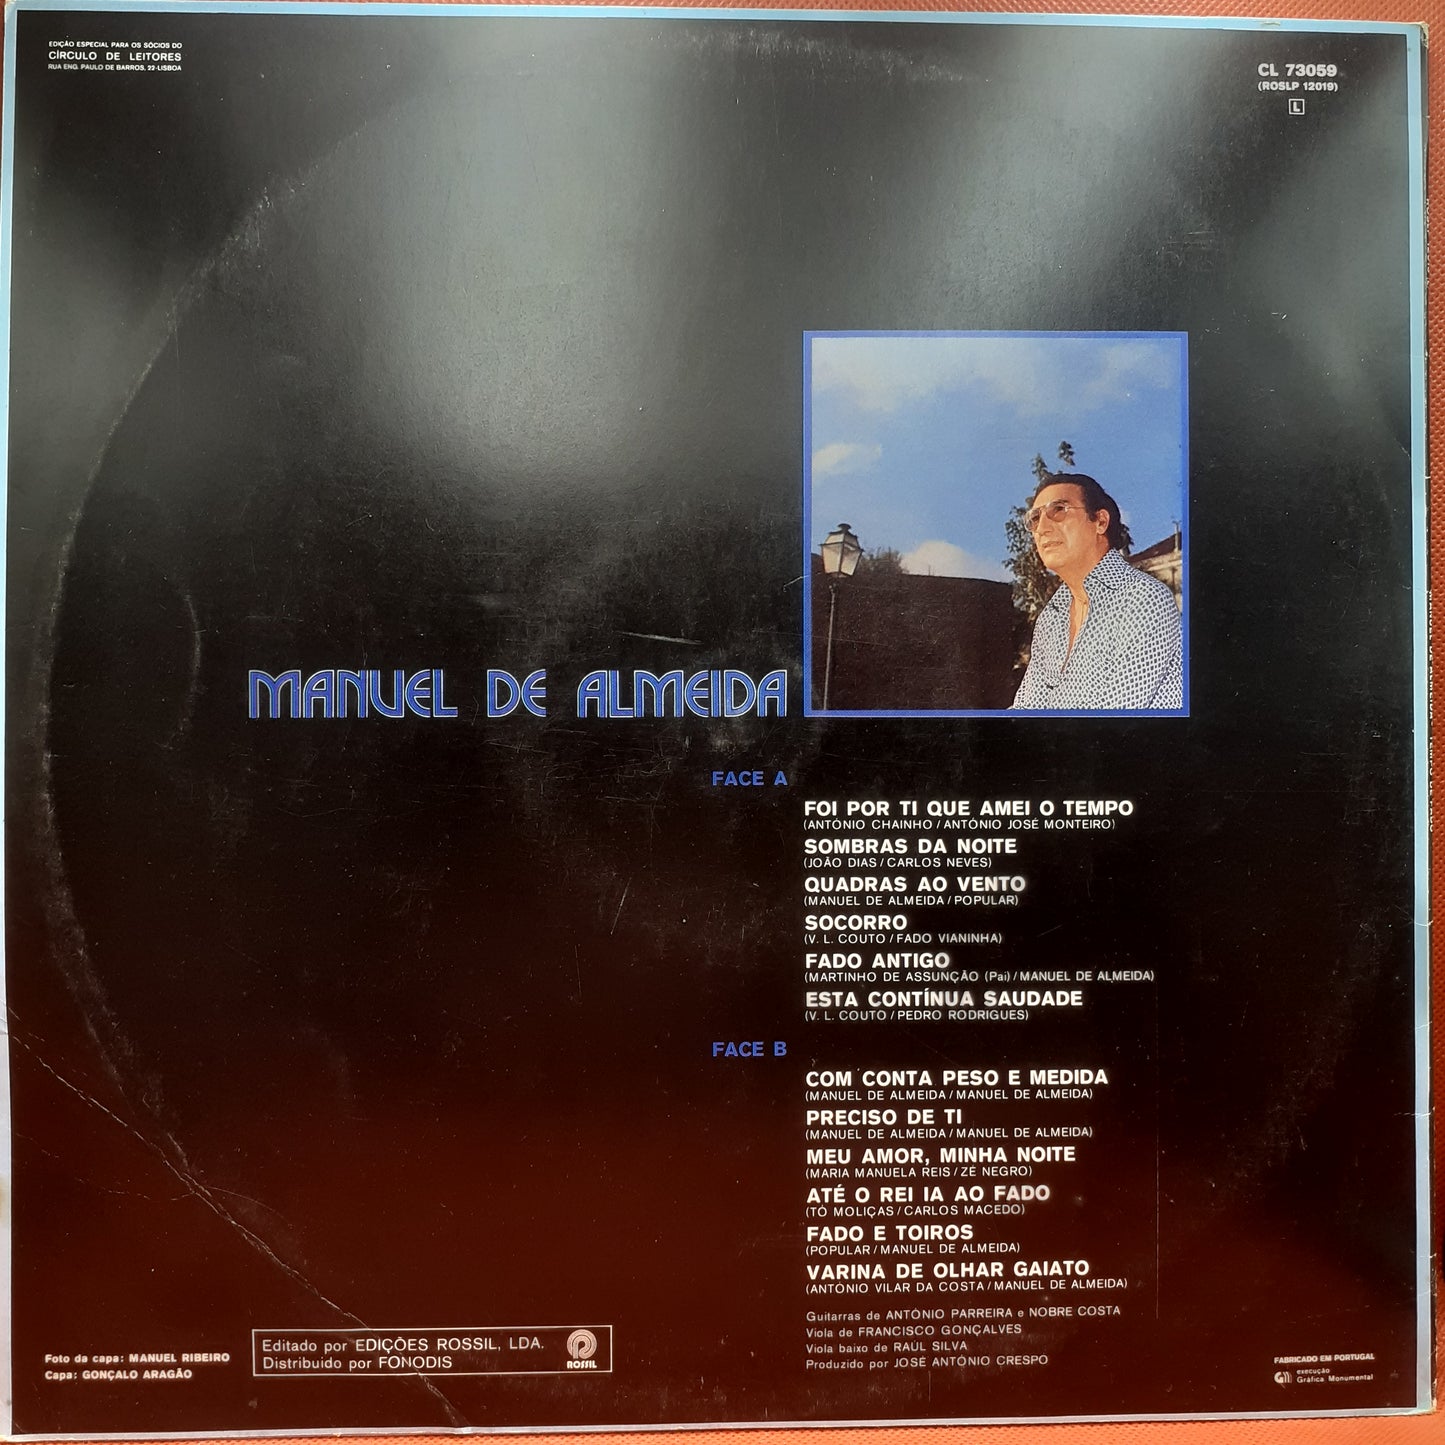 EDIÇÃO ESPECIAL PARA OS SÓCIOS DO
CÍRCULO DE LEITORES
RUA ENG. PAULO DE BARROS, 22-LISBOA
CL 73059
(ROSLP 12019)
L
MANUEL DE ALMEIDA
FACE A
FOI POR TI QUE AMEI O TEMPO
(ANTÓNIO CHAINHO / ANTÓNIO JOSÉ MONTEIRO)
SOMBRAS DA NOITE
(JOÃO DIAS / CARLOS NEVES)
QUADRAS AO VENTO
(MANUEL DE ALMEIDA / POPULAR)
SOCORRO
(V. L. COUTO / FADO VIANINHA)
FADO ANTIGO
(MARTINHO DE ASSUNÇÃO (Pai) / MANUEL DE ALMEIDA)
ESTA CONTÍNUA SAUDADE
(V. L. COUTO / PEDRO RODRIGUES)
FACE B
COM CONTA PESO E MEDIDA
(MANUEL DE ALMEIDA / MANUEL DE ALMEIDA)
PRECISO DE TI
(MANUEL DE ALMEIDA / MANUEL DE ALMEIDA)
MEU AMOR, MINHA NOITE
(MARIA MANUELA REIS / ZÉ NEGRO)
ATÉ O REI IA AO FADO
(TÓ MOLIÇAS / CARLOS MACEDO)
FADO E TOIROS
(POPULAR / MANUEL DE ALMEIDA)
VARINA DE OLHAR GAIATO
(ANTÓNIO VILAR DA COSTA / MANUEL DE ALMEIDA)
Guitarras de ANTÓNIO PARREIRA e NOBRE COSTA
Viola de FRANCISCO GONÇALVES
Viola baixo de RAÚL SILVA
Produzido por JOSÉ ANTÓNIO CRESPO
Foto da capa: MANUEL RIBEIRO
Capa: GONÇALO ARAGÃO
Editado por EDIÇÕES ROSSIL, LDA.
Distribuído por FONODIS
ROSSIL
FABRICADO EM PORTUGAL
execução
Gráfica Monumental